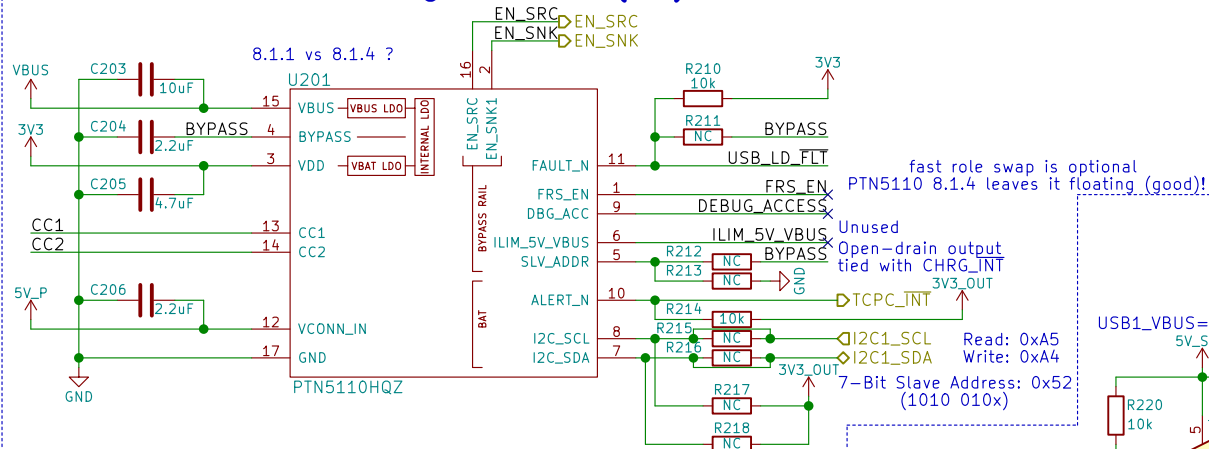 EN_SRC
EN_SRC
EN_SNK
EN_SNK
8.1.1 vs 8.1.4 ?
VBUS
C203
10uF
U201
16
2
R210
10k
3V3
15
VBUS
VBUS LDO
INTERNAL LDO
EN_SRC
EN_SNK1
3V3
C204
2.2uF
BYPASS
4
BYPASS
R211
NC
BYPASS
3
VDD
VBAT LDO
FAULT_N
11
USB_LD_FLT
fast role swap is optional
PTN5110 8.1.4 leaves it floating (good)!
C205
4.7uF
BYPASS RAIL
FRS_EN
1
FRS_EN
DBG_ACC
9
DEBUG_ACCESS
CC1
13
CC1
CC2
14
CC2
ILIM_5V_VBUS
6
ILIM_5V_VBUS
Unused
SLV_ADDR
5
R212
NC
BYPASS
Open-drain output
tied with CHRG_INT
R213
NC
GND
3V3_OUT
5V_P
C206
2.2uF
BAT
ALERT_N
10
TCPC_INT
R214
10k
12
VCONN_IN
I2C_SCL
8
R215
NC
I2C1_SCL
Read: 0xA5
USB1_VBUS=
17
GND
I2C_SDA
7
R216
NC
I2C1_SDA
Write: 0xA4
5V_S
GND
PTN5110HQZ
3V3_OUT
7-Bit Slave Address: 0x52
(1010 010x)
R217
NC
R218
NC
R220
10k
5